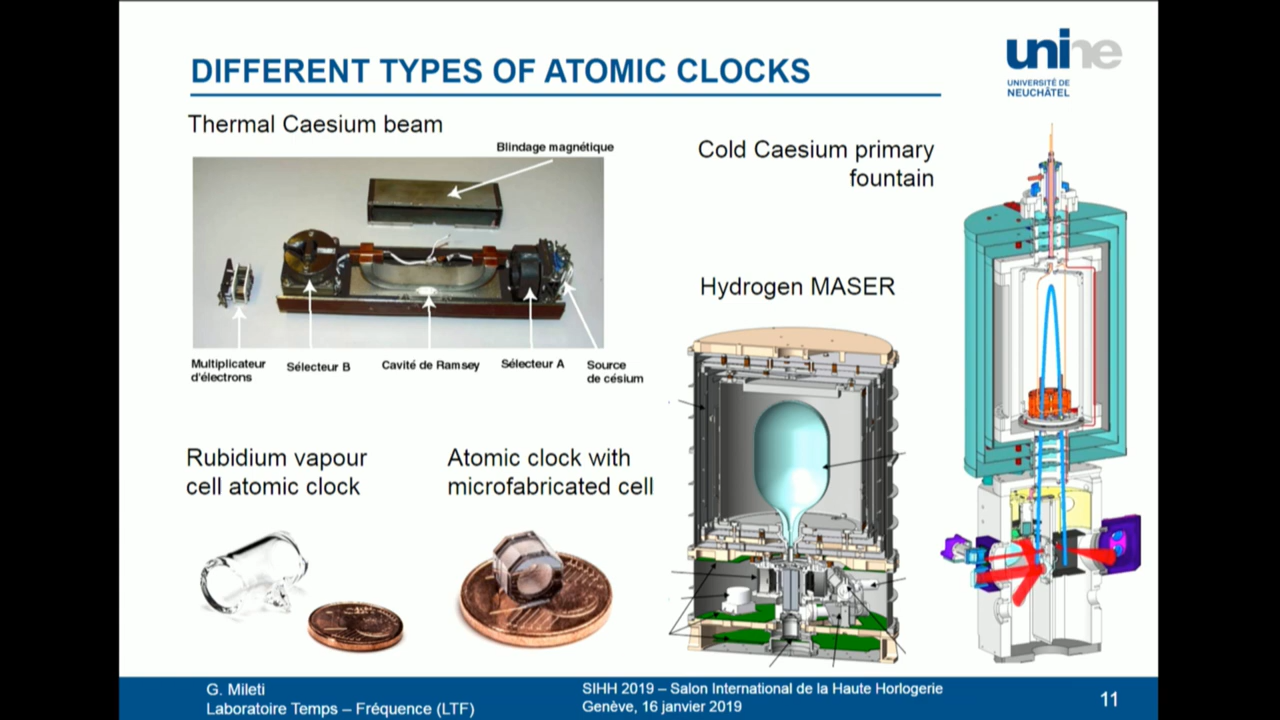 DIFFERENT TYPES OF ATOMIC CLOCKS
unine
UNIVERSITÉ DE
NEUCHÂTEL
Thermal Caesium beam
Blindage magnétique
Multiplicateur
d'électrons
Sélecteur B
Cavité de Ramsey
Sélecteur A
Source
de césium
Cold Caesium primary
fountain
Hydrogen MASER
Rubidium vapour
cell atomic clock
Atomic clock with
microfabricated cell
G. Mileti
Laboratoire Temps – Fréquence (LTF)
SIHH 2019 – Salon International de la Haute Horlogerie
Genève, 16 janvier 2019
11